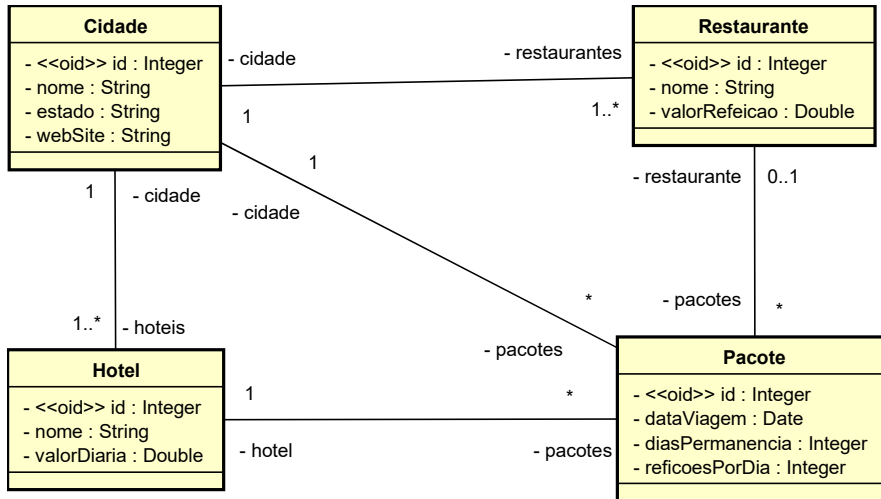 Cidade
- <<oid>> id : Integer
- nome : String
- estado : String
- webSite : String
Restaurante
- <<oid>> id : Integer
- nome : String
- valorRefeicao : Double
- cidade
- restaurantes
1
1..*
1
- cidade
1
- cidade
- restaurante
0..1
1..*
- hoteis
*
- pacotes
- pacotes
*
Hotel
- <<oid>> id : Integer
- nome : String
- valorDiaria : Double
1
*
- hotel
- pacotes
Pacote
- <<oid>> id : Integer
- dataViagem : Date
- diasPermanencia : Integer
- reficoesPorDia : Integer